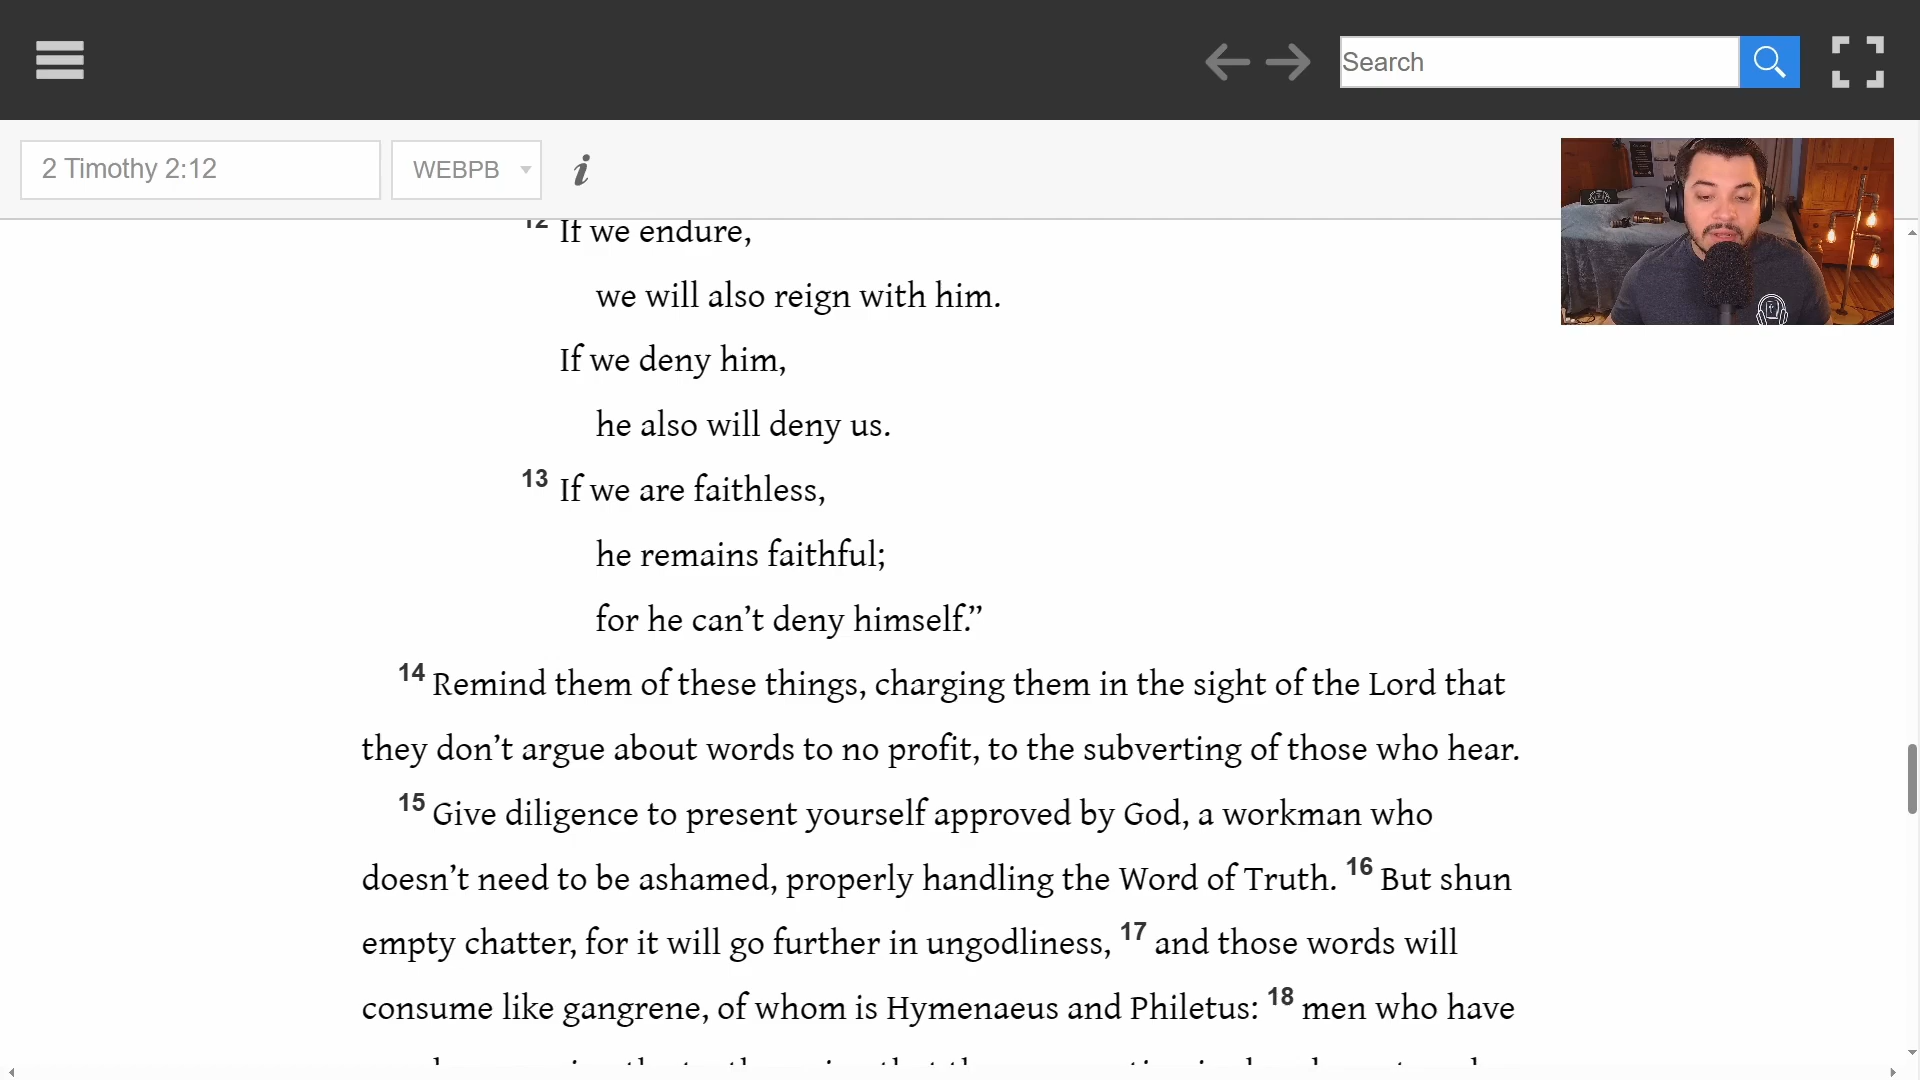 Search
2 Timothy 2:12
WEBPB
i
12 If we endure,
we will also reign with him.
If we deny him,
he also will deny us.
13 If we are faithless,
he remains faithful;
for he can’t deny himself.”
14 Remind them of these things, charging them in the sight of the Lord that
they don’t argue about words to no profit, to the subverting of those who hear.
15 Give diligence to present yourself approved by God, a workman who
doesn’t need to be ashamed, properly handling the Word of Truth. 16 But shun
empty chatter, for it will go further in ungodliness, 17 and those words will
consume like gangrene, of whom is Hymenaeus and Philetus: 18 men who have